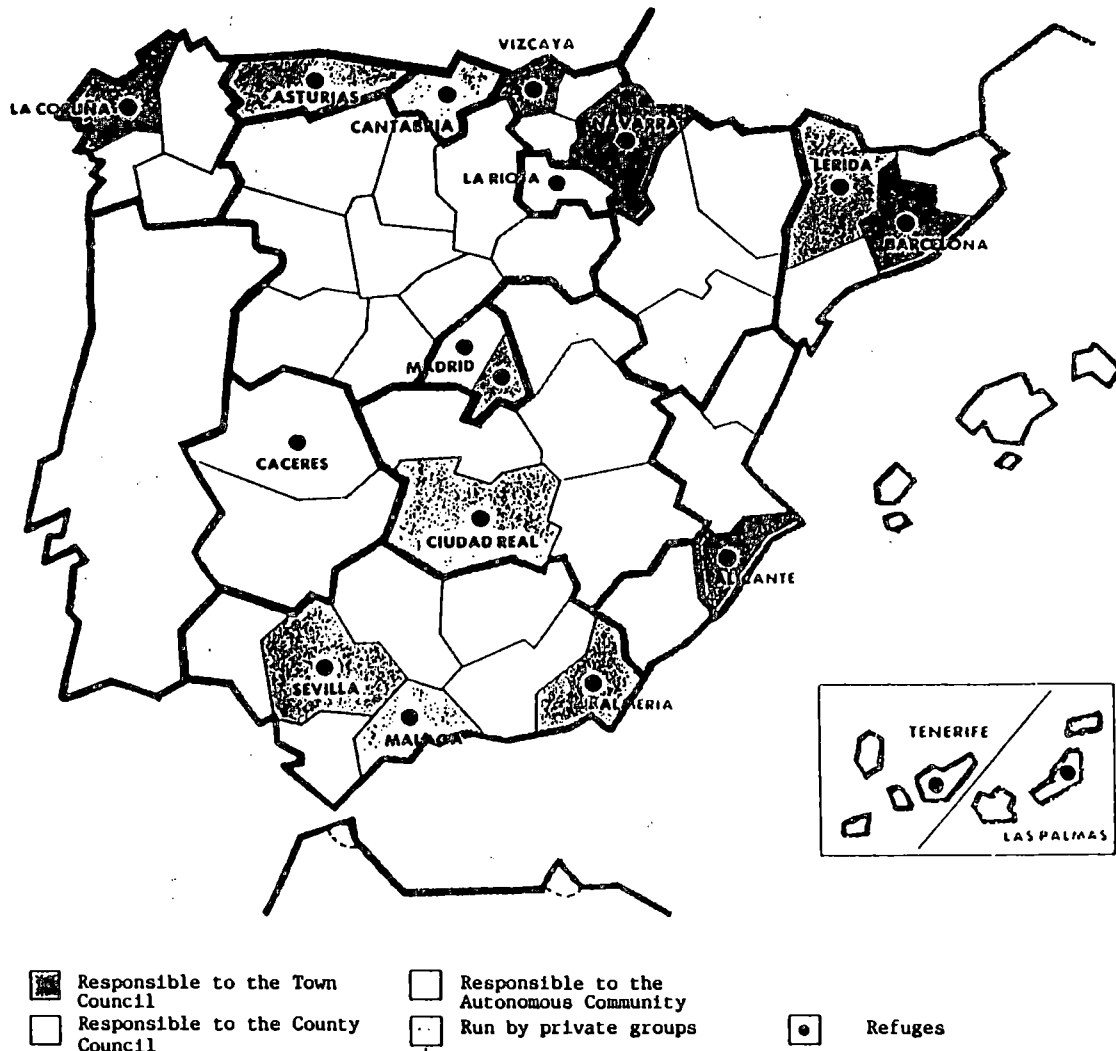 VIZCAYA
LA CORUÑA
ASTURIAS
CANTABRIA
NAVARRA
LA RIOJA
LERIDA
BARCELONA
MADRID
CACERES
CIUDAD REAL
ALICANTE
SEVILLA
ALMERIA
MALAGA
TENERIFE
LAS PALMAS
Responsible to the Town
Council
Responsible to the
Autonomous Community
Responsible to the County
Council
Run by private groups
Refuges